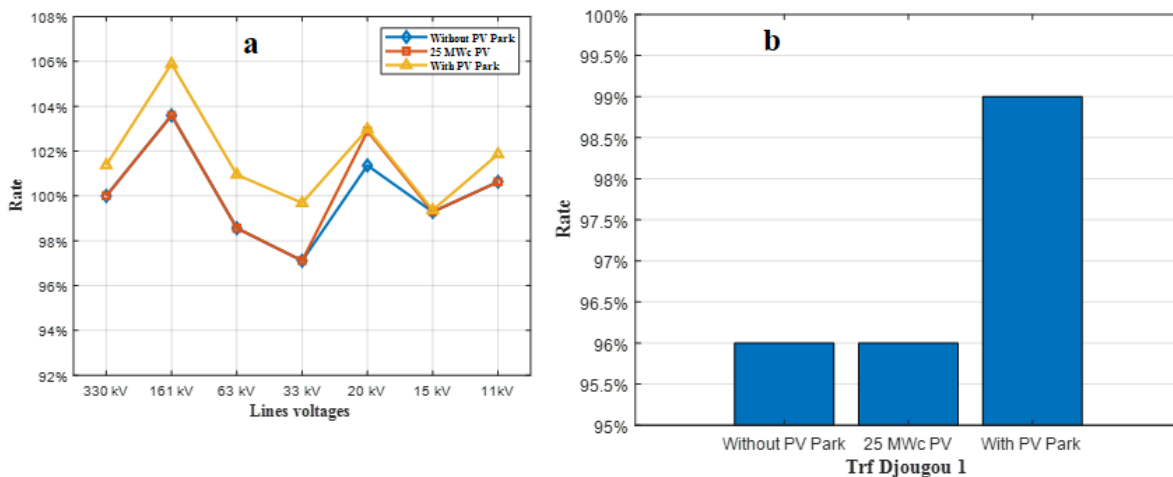 a
Without PV Park
25 MWc PV
With PV Park
108%
106%
104%
102%
100%
98%
96%
94%
92%
Rate
330 kV 161 kV 63 kV 33 kV 20 kV 15 kV 11kV
Lines voltages
b
100%
99.5%
99%
98.5%
98%
97.5%
97%
96.5%
96%
95.5%
95%
Rate
Without PV Park 25 MWc PV With PV Park
Trf Djougou 1